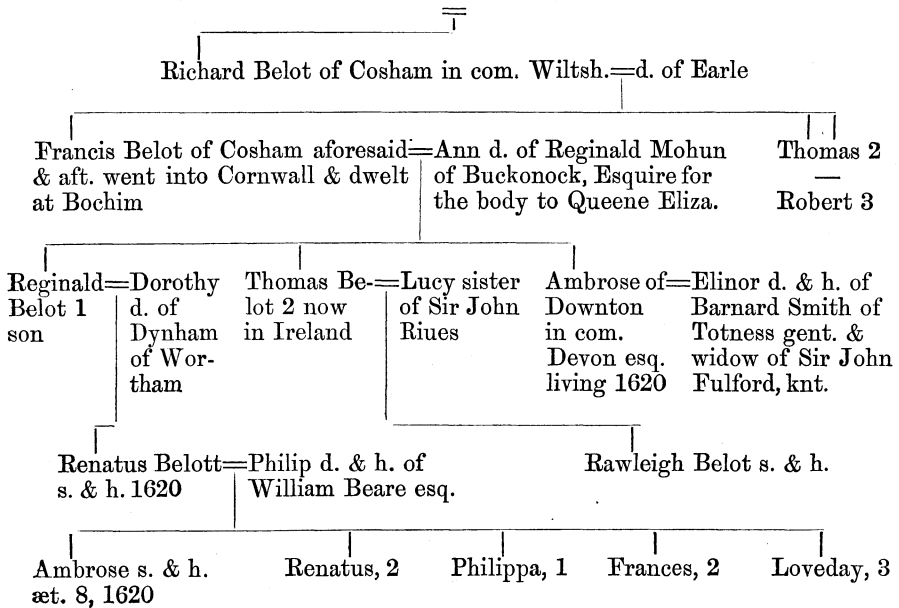 Richard Belot of Cosham in com. Wiltsh.=d. of Earle
Francis Belot of Cosham aforesaid=Ann d. of Reginald Mohun
& aft. went into Cornwall & dwelt of Buckonock, Esquire for
at Bochim the body to Queene Eliza.
Thomas 2
—
Robert 3
Reginald=Dorothy
Belot 1 d. of
son Dynham
of Wor-
tham
Thomas Be-=Lucy sister
lot 2 now of Sir John
in Ireland Riues
Ambrose of=Elinor d. & h. of
Downton Barnard Smith of
in com. Totness gent. &
Devon esq. widow of Sir John
living 1620 Fulford, knt.
Renatus Belott=Philip d. & h. of
s. & h. 1620 William Beare esq.
Rawleigh Belot s. & h.
Ambrose s. & h.
æt. 8, 1620
Renatus, 2
Philippa, 1
Frances, 2
Loveday, 3